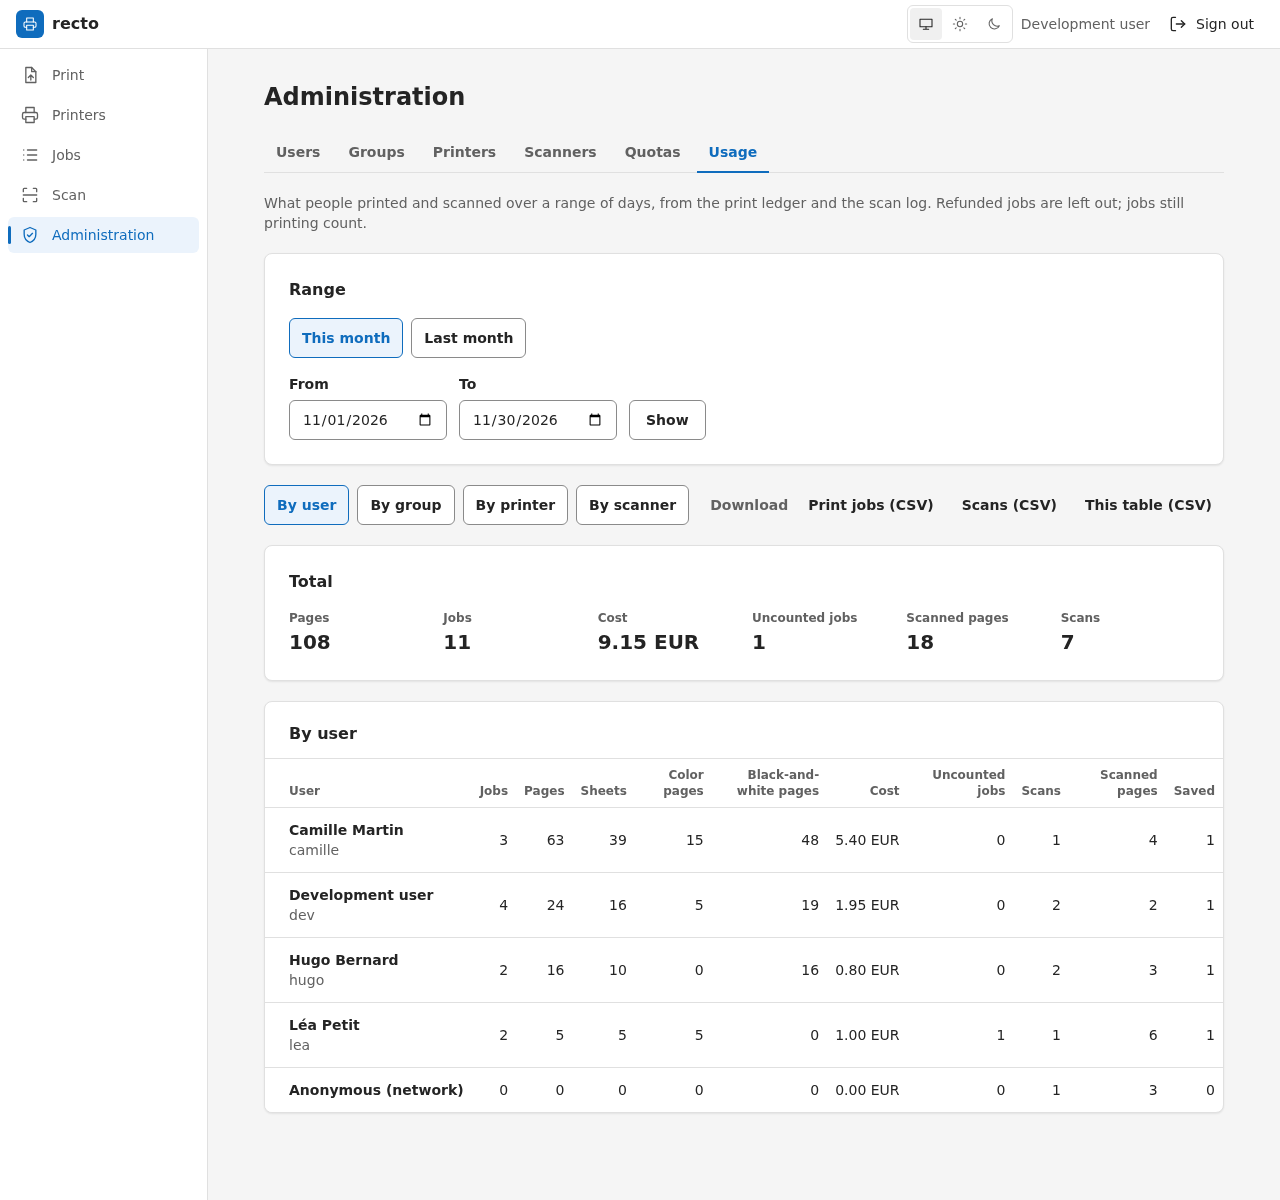 recto
Development user
Sign out
Print
Printers
Jobs
Scan
Administration
Administration
Users Groups Printers Scanners Quotas Usage
What people printed and scanned over a range of days, from the print ledger and the scan log. Refunded jobs are left out; jobs still
printing count.
Range
This month Last month
From To
11/01/2026 11/30/2026 Show
By user By group By printer By scanner Download Print jobs (CSV) Scans (CSV) This table (CSV)
Total
Pages Jobs Cost Uncounted jobs Scanned pages Scans
108 11 9.15 EUR 1 18 7
By user
User Jobs Pages Sheets Color pages Black-and-white pages Cost Uncounted jobs Scans Scanned pages Saved
Camille Martin
camille
3 63 39 15 48 5.40 EUR 0 1 4 1
Development user
dev
4 24 16 5 19 1.95 EUR 0 2 2 1
Hugo Bernard
hugo
2 16 10 0 16 0.80 EUR 0 2 3 1
Léa Petit
lea
2 5 5 5 0 1.00 EUR 1 1 6 1
Anonymous (network) 0 0 0 0 0 0.00 EUR 0 1 3 0